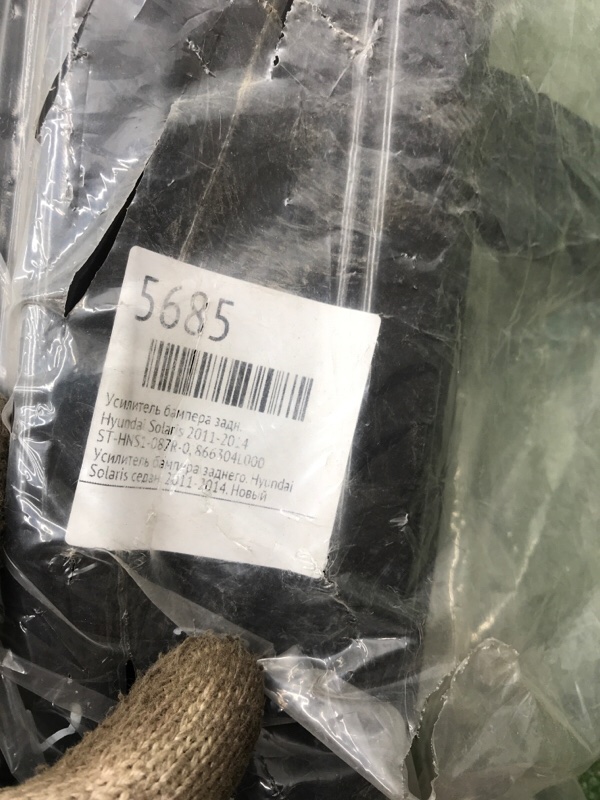 5685
Усилитель бампера задн.
Hyundai Solaris 2011-2014
ST-HNS1-087R-0, 866304L000
Усилитель бампера заднего. Hyundai
Solaris седан, 2011-2014, Новый